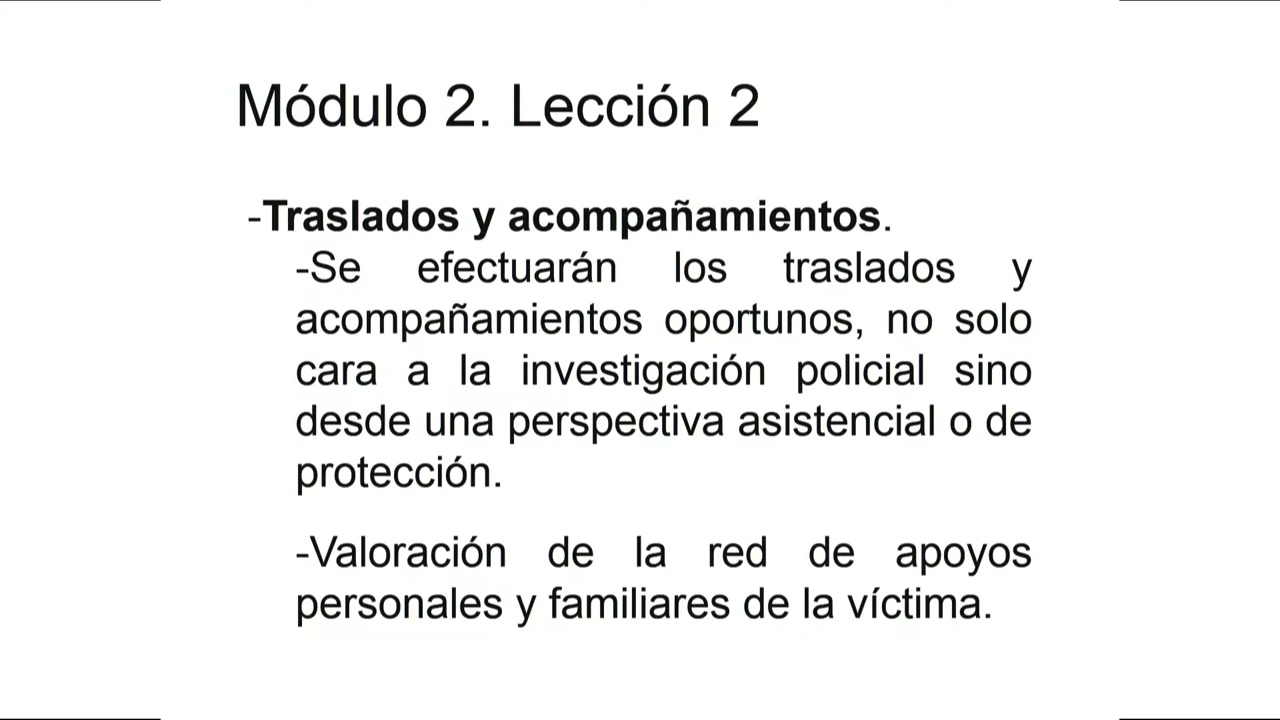 Módulo 2. Lección 2
-Traslados y acompañamientos.
-Se efectuarán los traslados y
acompañamientos oportunos, no solo
cara a la investigación policial sino
desde una perspectiva asistencial o de
protección.
-Valoración de la red de apoyos
personales y familiares de la víctima.